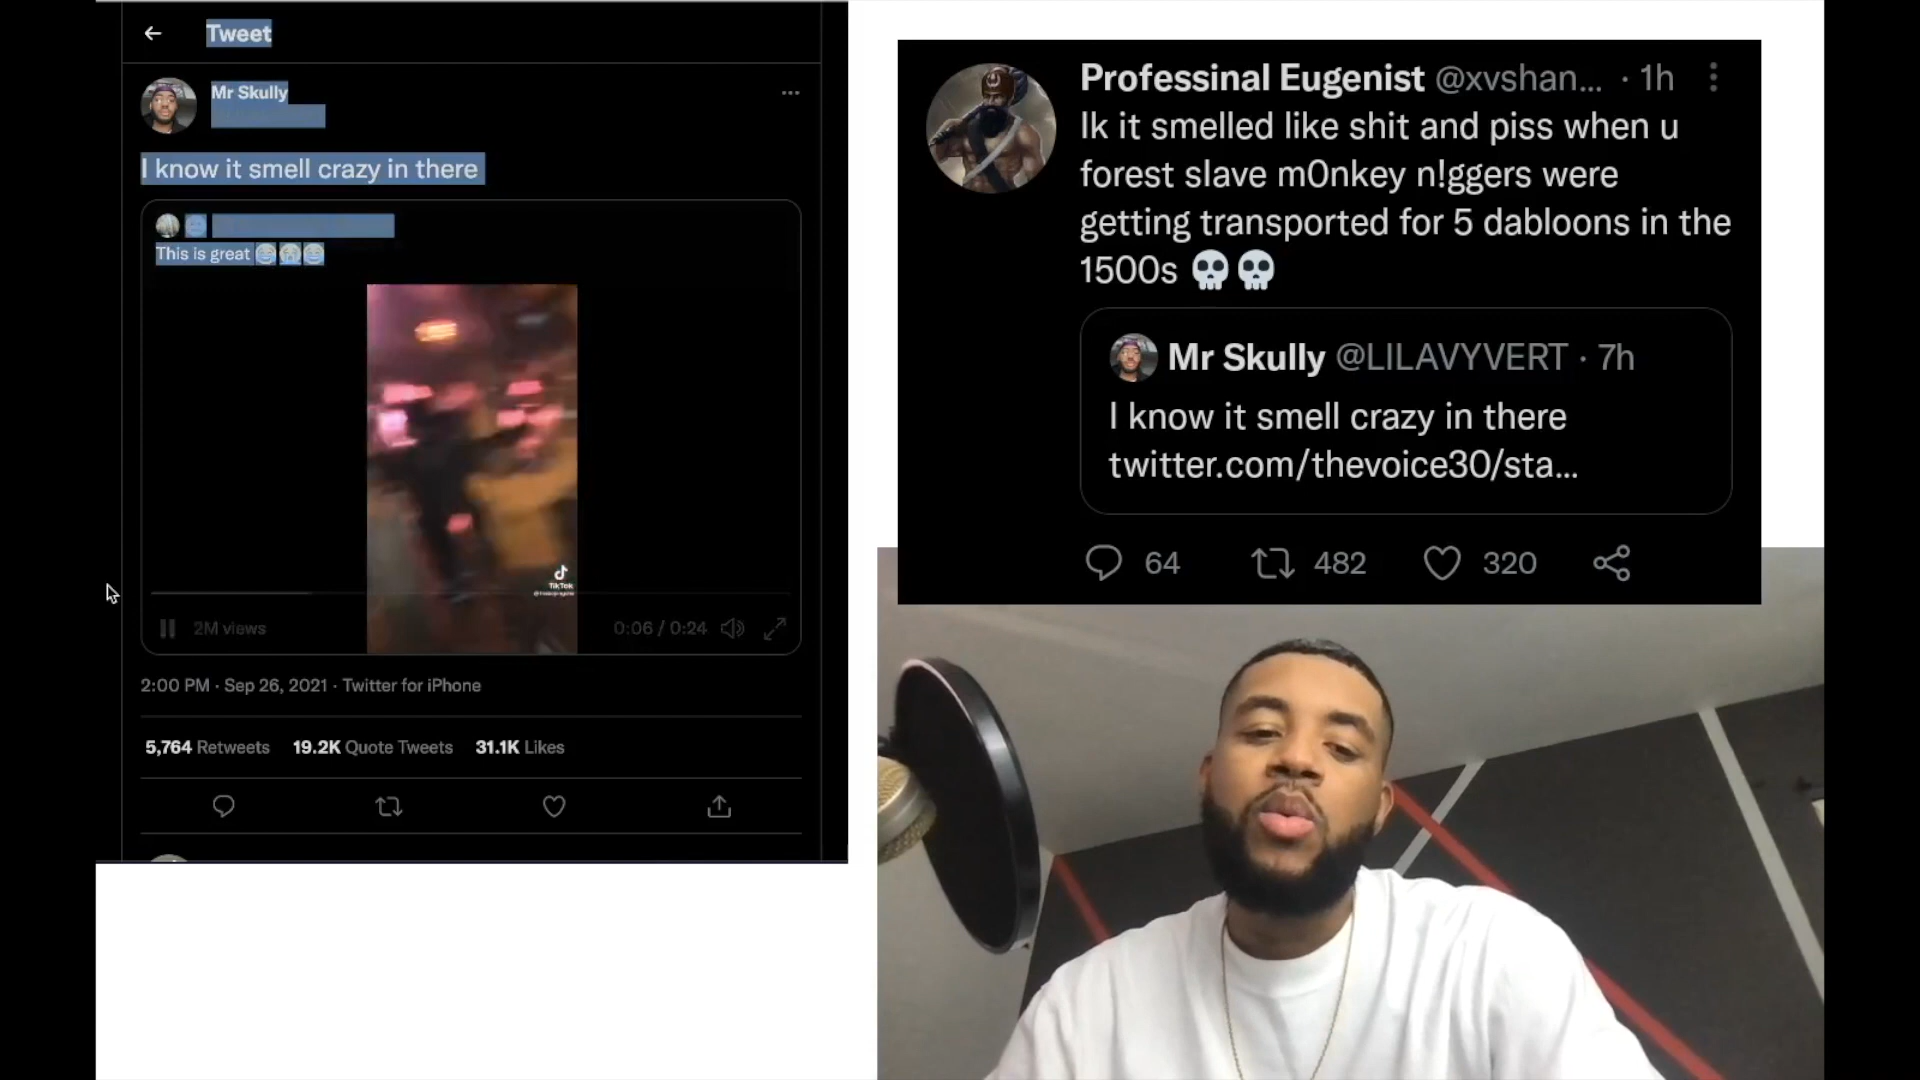 Tweet
Mr Skully
I know it smell crazy in there
This is great
TikTok
2M views
0:06 / 0:24
2:00 PM · Sep 26, 2021 · Twitter for iPhone
5,764 Retweets 19.2K Quote Tweets 31.1K Likes
Professinal Eugenist @xvshan... · 1h
Ik it smelled like shit and piss when u
forest slave m0nkey n!ggers were
getting transported for 5 dabloons in the
1500s 💀💀
Mr Skully @LILAVYVERT · 7h
I know it smell crazy in there
twitter.com/thevoice30/sta...
64 482 320